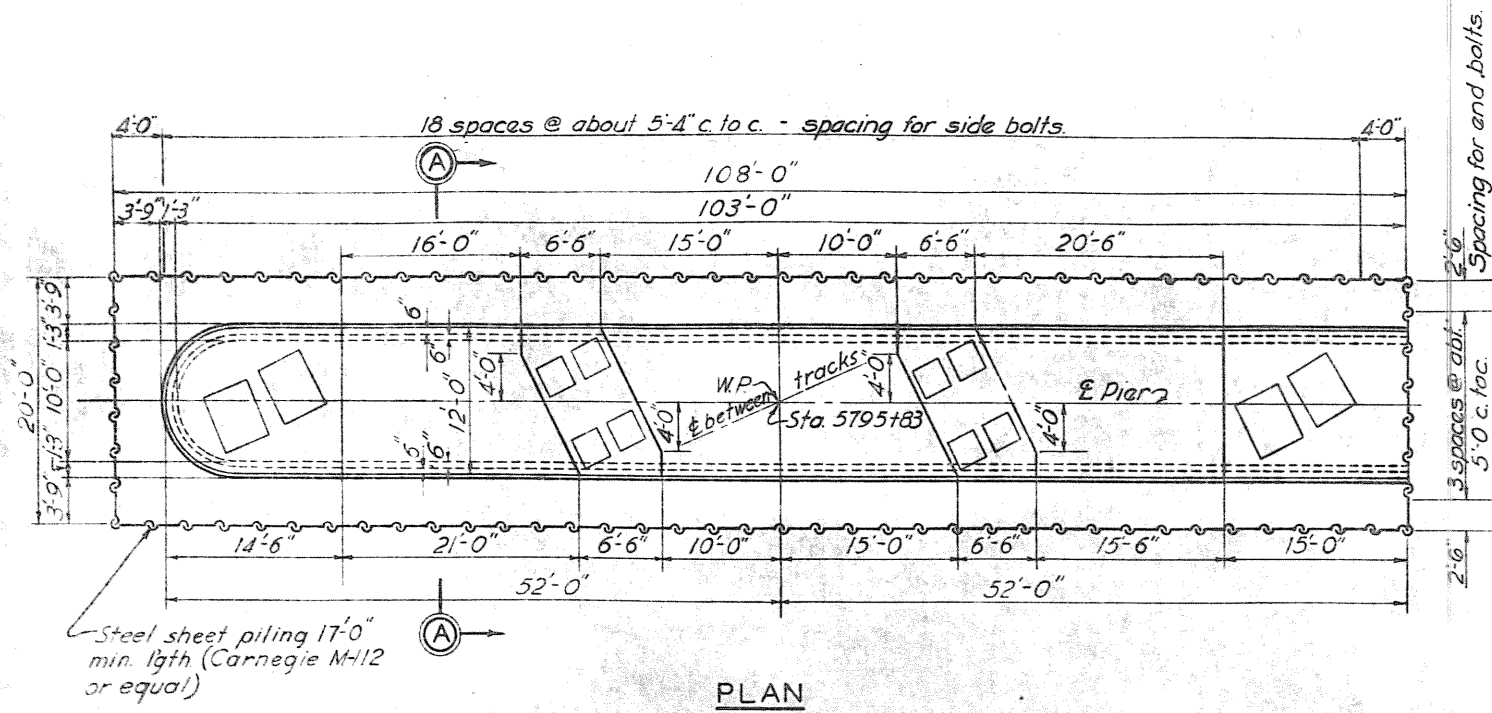 4'-0" 18 spaces @ about 5'-4" c. to c. - spacing for side bolts. 4'-0"
A
108'-0"
3'-9" 1'-3" 103'-0"
16'-0" 6'-6" 15'-0" 10'-0" 6'-6" 20'-6"
2'-6" Spacing for end bolts.
3 spaces @ abt. 5'-0 c. to c.
2'-6"
20'-0"
3'-9" 1'-3" 10'-0" 1'-3" 3'-9"
6"
6"
12'-0"
5"
6"
4'-0"
4'-0"
W.P.
℄ between tracks
Sta. 5795+83
4'-0"
4'-0"
℄ Pier
14'-6" 21'-0" 6'-6" 10'-0" 15'-0" 6'-6" 15'-6" 15'-0"
52'-0" 52'-0"
A
Steel sheet piling 17'-0"
min. lgth. (Carnegie M-112
or equal)
PLAN